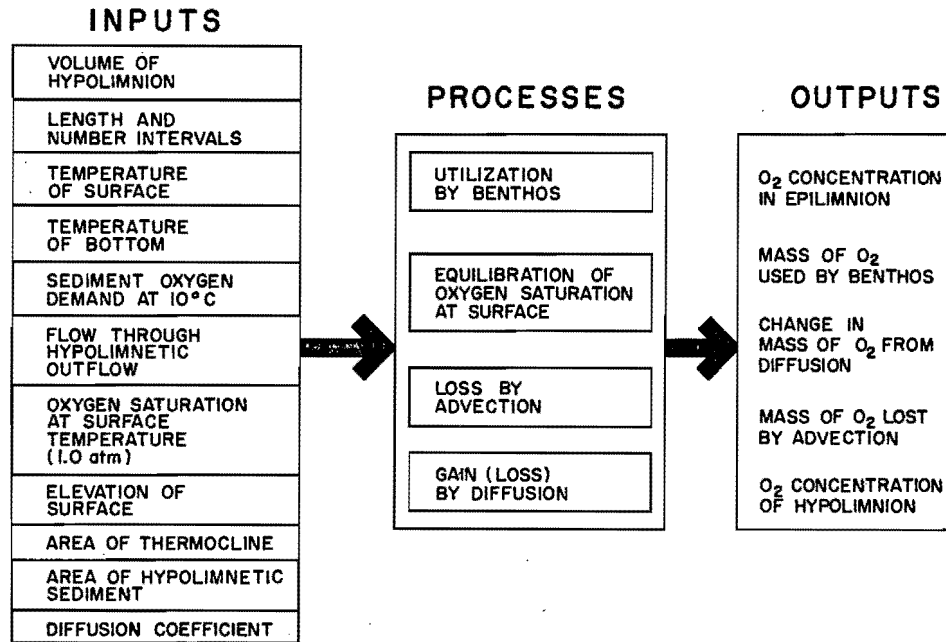 INPUTS
VOLUME OF
HYPOLIMNION
LENGTH AND
NUMBER INTERVALS
TEMPERATURE
OF SURFACE
TEMPERATURE
OF BOTTOM
SEDIMENT OXYGEN
DEMAND AT 10°C
FLOW THROUGH
HYPOLIMNETIC
OUTFLOW
OXYGEN SATURATION
AT SURFACE
TEMPERATURE
(1.0 atm)
ELEVATION OF
SURFACE
AREA OF THERMOCLINE
AREA OF HYPOLIMNETIC
SEDIMENT
DIFFUSION COEFFICIENT
PROCESSES
UTILIZATION
BY BENTHOS
EQUILIBRATION OF
OXYGEN SATURATION
AT SURFACE
LOSS BY
ADVECTION
GAIN (LOSS)
BY DIFFUSION
OUTPUTS
O₂ CONCENTRATION
IN EPILIMNION
MASS OF O₂
USED BY BENTHOS
CHANGE IN
MASS OF O₂ FROM
DIFFUSION
MASS OF O₂ LOST
BY ADVECTION
O₂ CONCENTRATION
OF HYPOLIMNION